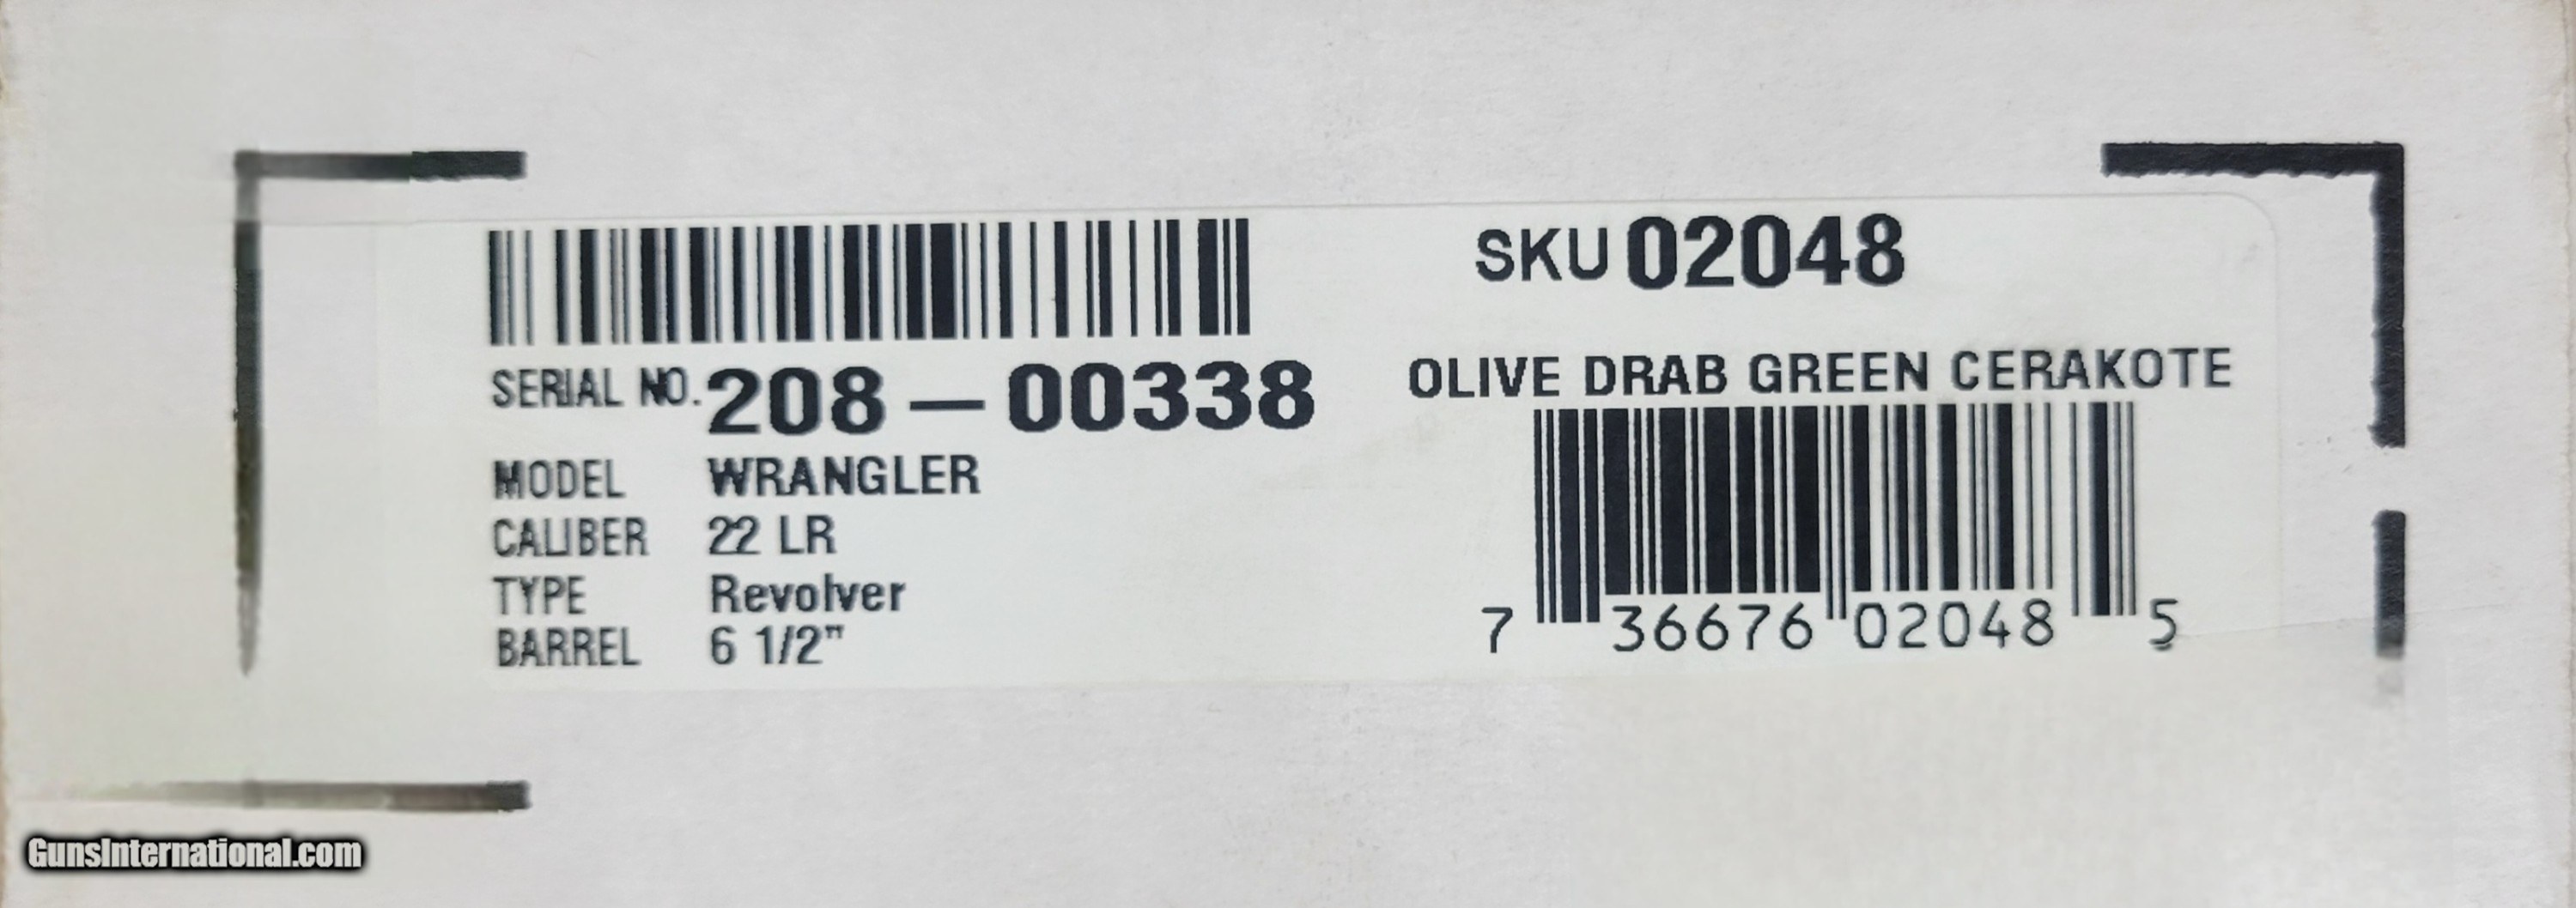 SERIAL NO. 208-00338
MODEL WRANGLER
CALIBER 22 LR
TYPE Revolver
BARREL 6 1/2"
SKU 02048
OLIVE DRAB GREEN CERAKOTE
7 36676 02048 5
GunsInternational.com